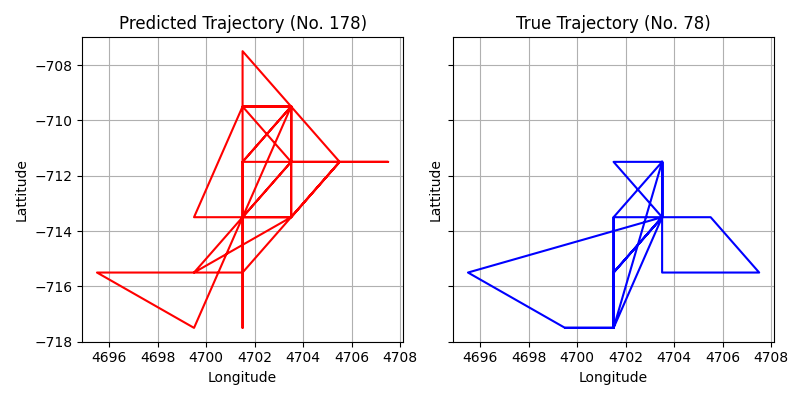 Predicted Trajectory (No. 178)
True Trajectory (No. 78)
−708
−710
−712
−714
−716
−718
Lattitude
Lattitude
4696 4698 4700 4702 4704 4706 4708
4696 4698 4700 4702 4704 4706 4708
Longitude
Longitude